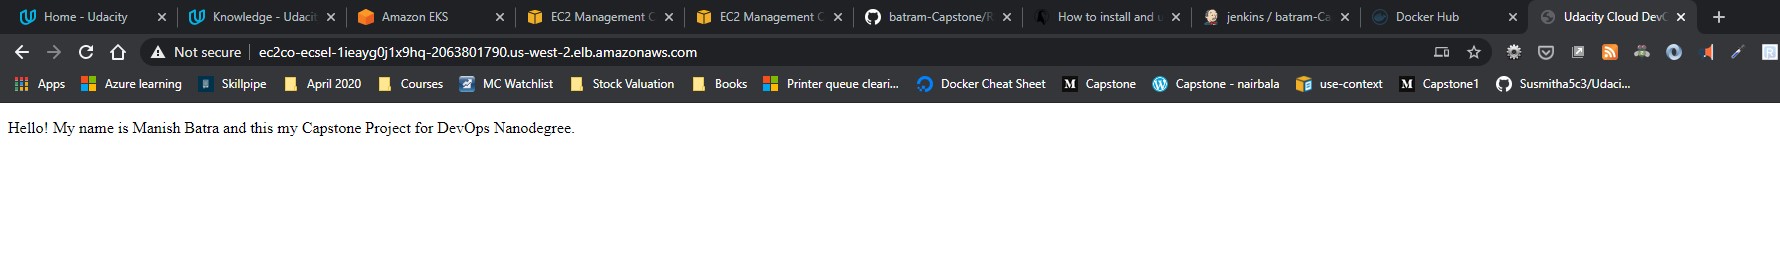 Home - Udacity
Knowledge - Udacit
Amazon EKS
EC2 Management C
EC2 Management C
batram-Capstone/R
How to install and u
jenkins / batram-Ca
Docker Hub
Udacity Cloud Dev
Not secure
ec2co-ecsel-1ieayg0j1x9hq-2063801790.us-west-2.elb.amazonaws.com
Apps
Azure learning
Skillpipe
April 2020
Courses
MC Watchlist
Stock Valuation
Books
Printer queue cleari...
Docker Cheat Sheet
M
Capstone
Capstone - nairbala
use-context
M
Capstone1
Susmitha5c3/Udaci...
Hello! My name is Manish Batra and this my Capstone Project for DevOps Nanodegree.